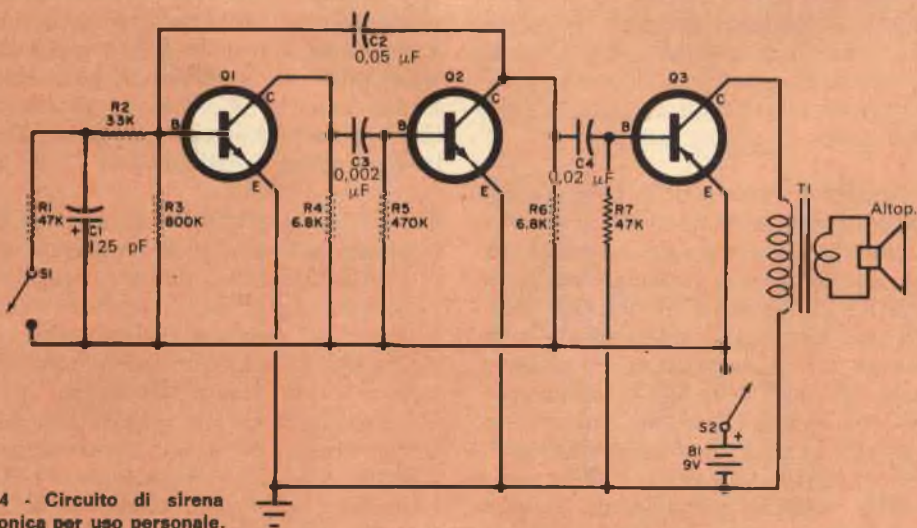 C2
0,05 µF
Q1
Q2
Q3
R2
33K
B
C
E
B
C
E
B
C
E
C3
0,002
µF
C4
0,02 µF
R1
47K
+
C1
125 pF
R3
800K
R4
6.8K
R5
470K
R6
6.8K
R7
47K
T1
Altop.
S1
S2
+
B1
9V
4 - Circuito di sirena
onica per uso personale.